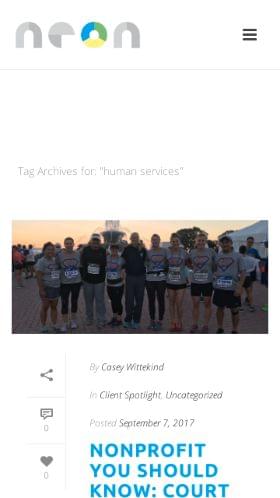 neon
Tag Archives for: "human services"
By Casey Wittekind
In Client Spotlight, Uncategorized
0
Posted September 7, 2017
NONPROFIT
YOU SHOULD
0
KNOW: COURT